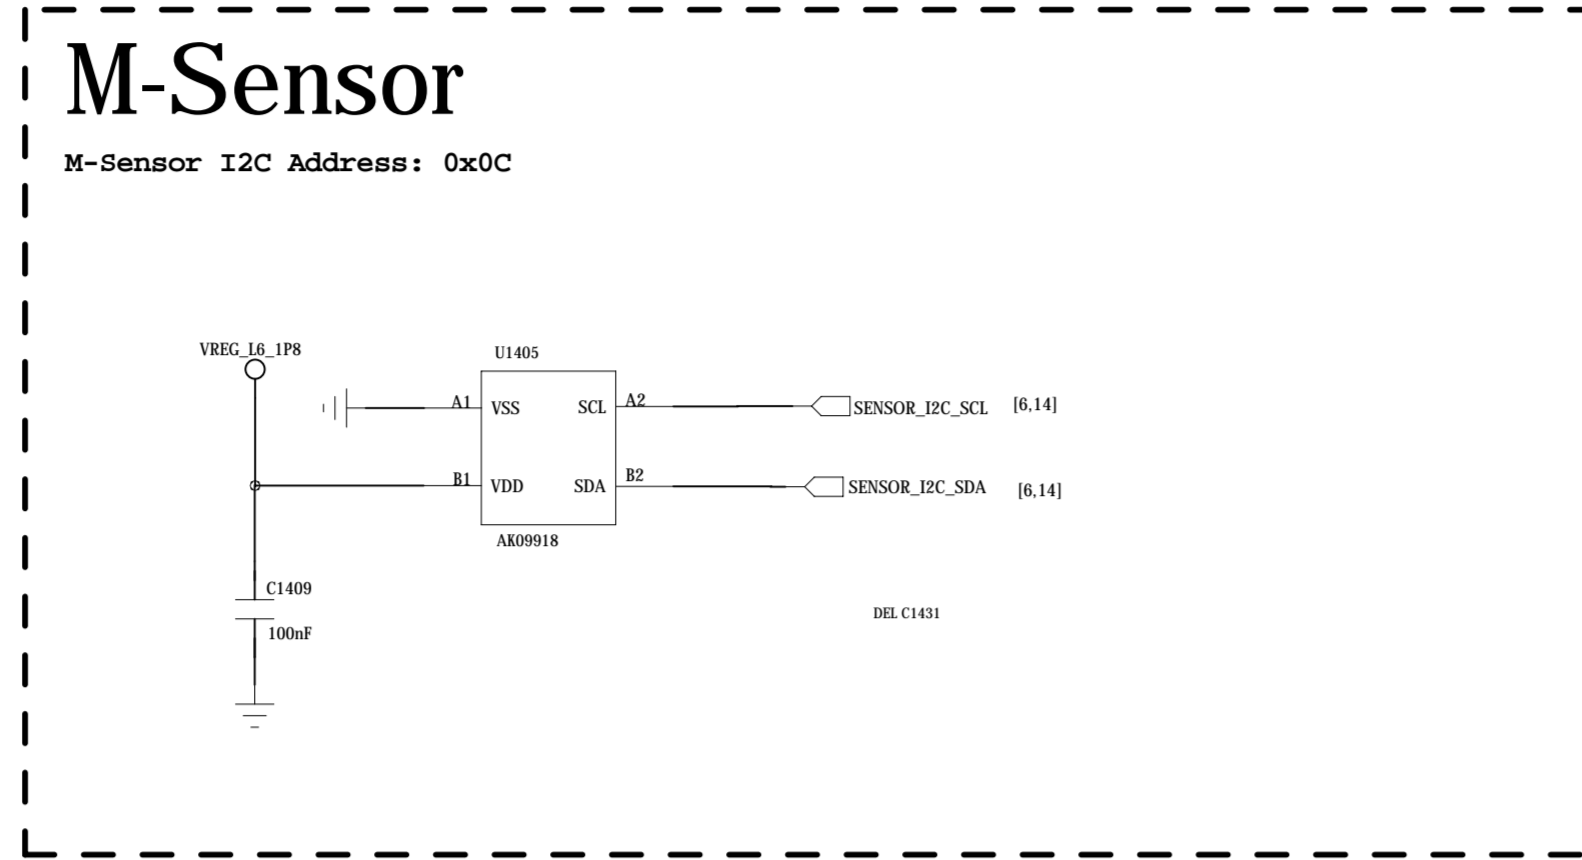 M-Sensor
M-Sensor I2C Address: 0x0C
VREG_L6_1P8
U1405
A1 VSS SCL A2 SENSOR_I2C_SCL [6,14]
B1 VDD SDA B2 SENSOR_I2C_SDA [6,14]
AK09918
C1409
100nF
DEL C1431